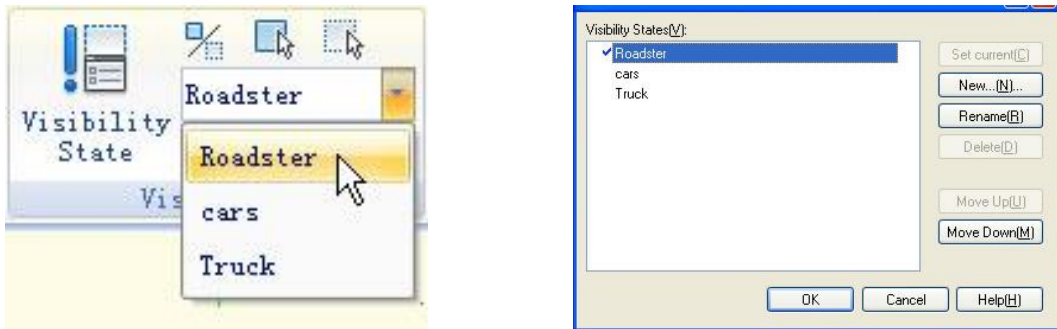 Roadster
Visibility
State
Roadster
cars
Truck
Vis
Visibility States(V):
Roadster
cars
Truck
Set current(C)
New...(N)...
Rename(R)
Delete(D)
Move Up(U)
Move Down(M)
OK
Cancel
Help(H)